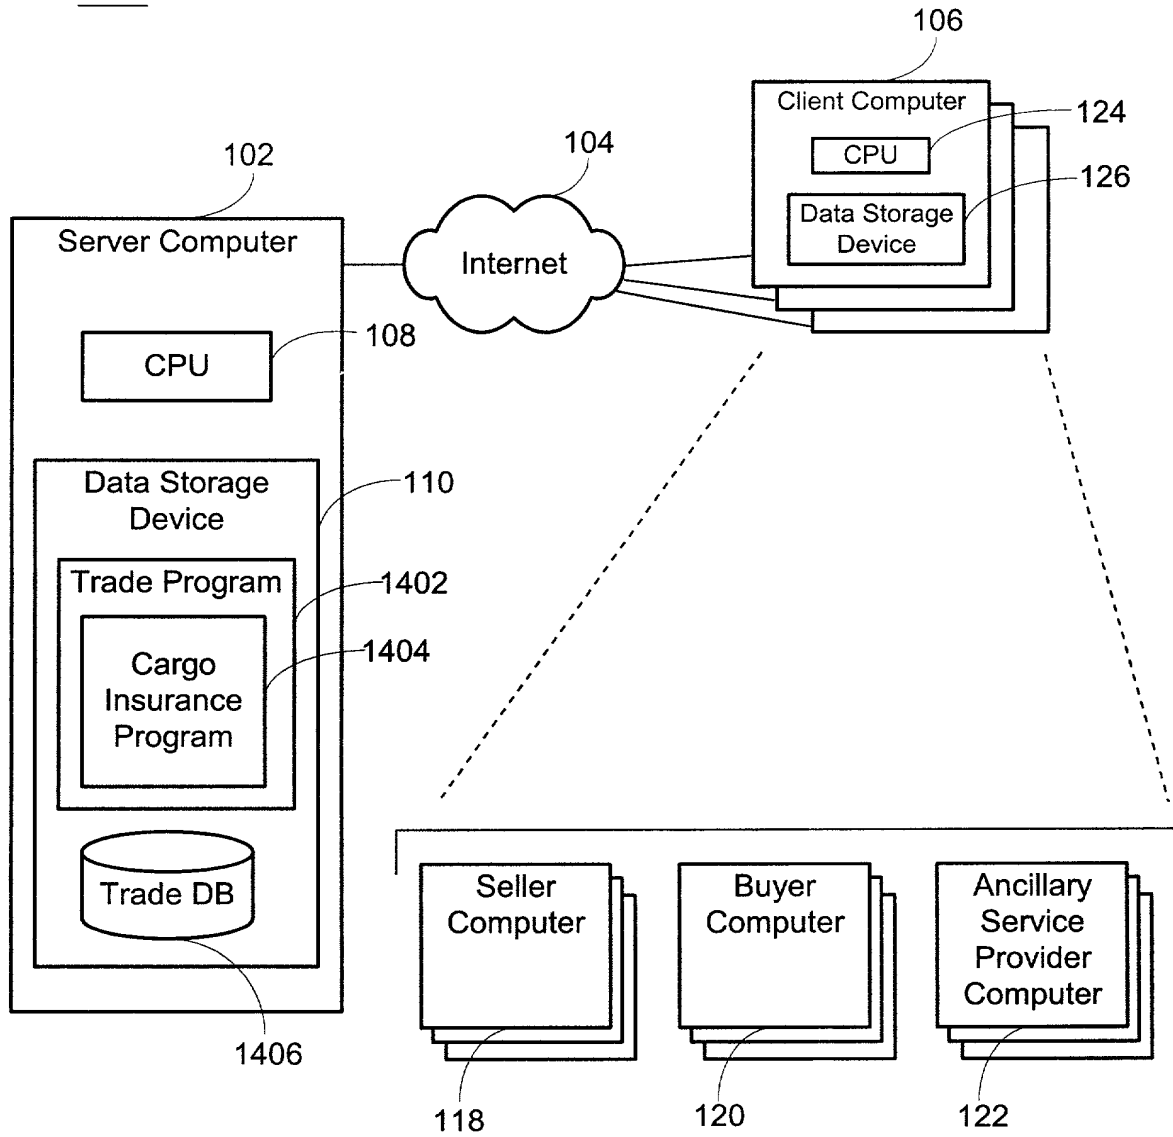 106
Client Computer
124
CPU
126
Data Storage
Device
104
Internet
102
Server Computer
108
CPU
110
Data Storage
Device
1402
Trade Program
1404
Cargo
Insurance
Program
Trade DB
1406
Seller
Computer
118
Buyer
Computer
120
Ancillary
Service
Provider
Computer
122